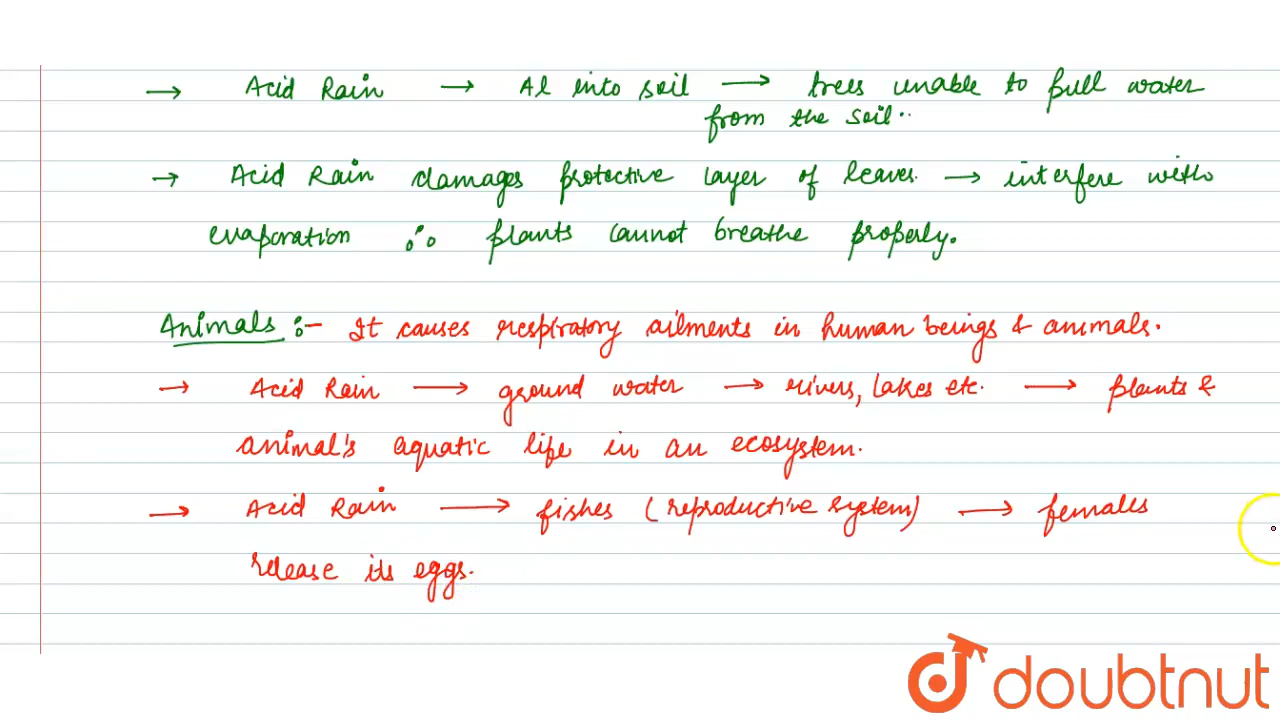 → Acid Rain → Al into soil → trees unable to pull water
from the soil..
→ Acid Rain damages protective layer of leaves. → interfere with
evaporation ∴ plants cannot breathe properly.
Animals :- It causes respiratory ailments in human beings & animals.
→ Acid Rain → ground water → rivers, lakes etc. → plants &
animal's aquatic life in an ecosystem.
→ Acid Rain → fishes (reproductive system) → females
release its eggs.
doubtnut